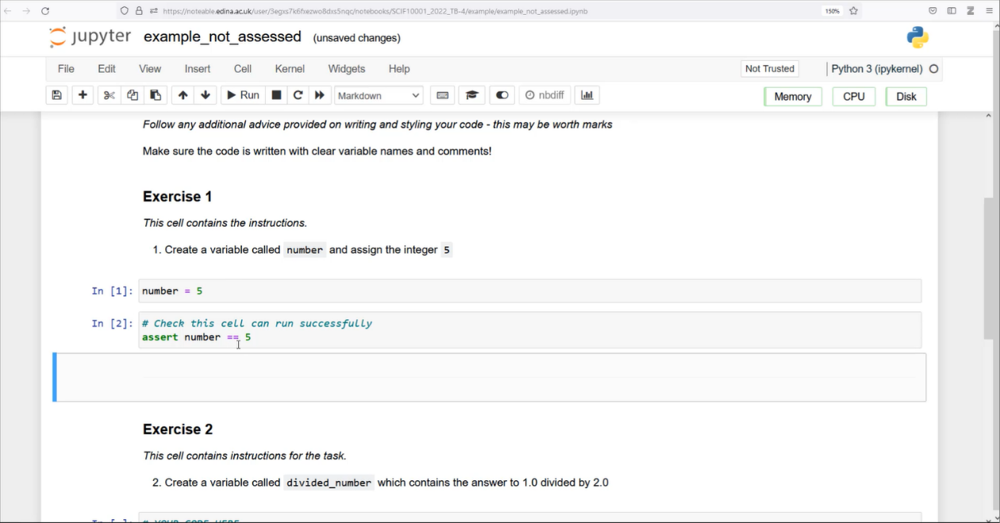 https://noteable.edina.ac.uk/user/3egxs7k6fxezwo8dxs5nqc/notebooks/SCIF10001_2022_TB-4/example/example_not_assessed.ipynb
150%
jupyter example_not_assessed (unsaved changes)
File Edit View Insert Cell Kernel Widgets Help
Not Trusted
Python 3 (ipykernel)
Run
Markdown
nbdiff
Memory
CPU
Disk
Follow any additional advice provided on writing and styling your code - this may be worth marks
Make sure the code is written with clear variable names and comments!
Exercise 1
This cell contains the instructions.
1. Create a variable called number and assign the integer 5
In [1]: number = 5
In [2]: # Check this cell can run successfully
assert number == 5
Exercise 2
This cell contains instructions for the task.
2. Create a variable called divided_number which contains the answer to 1.0 divided by 2.0
In [ ]: # YOUR CODE HERE